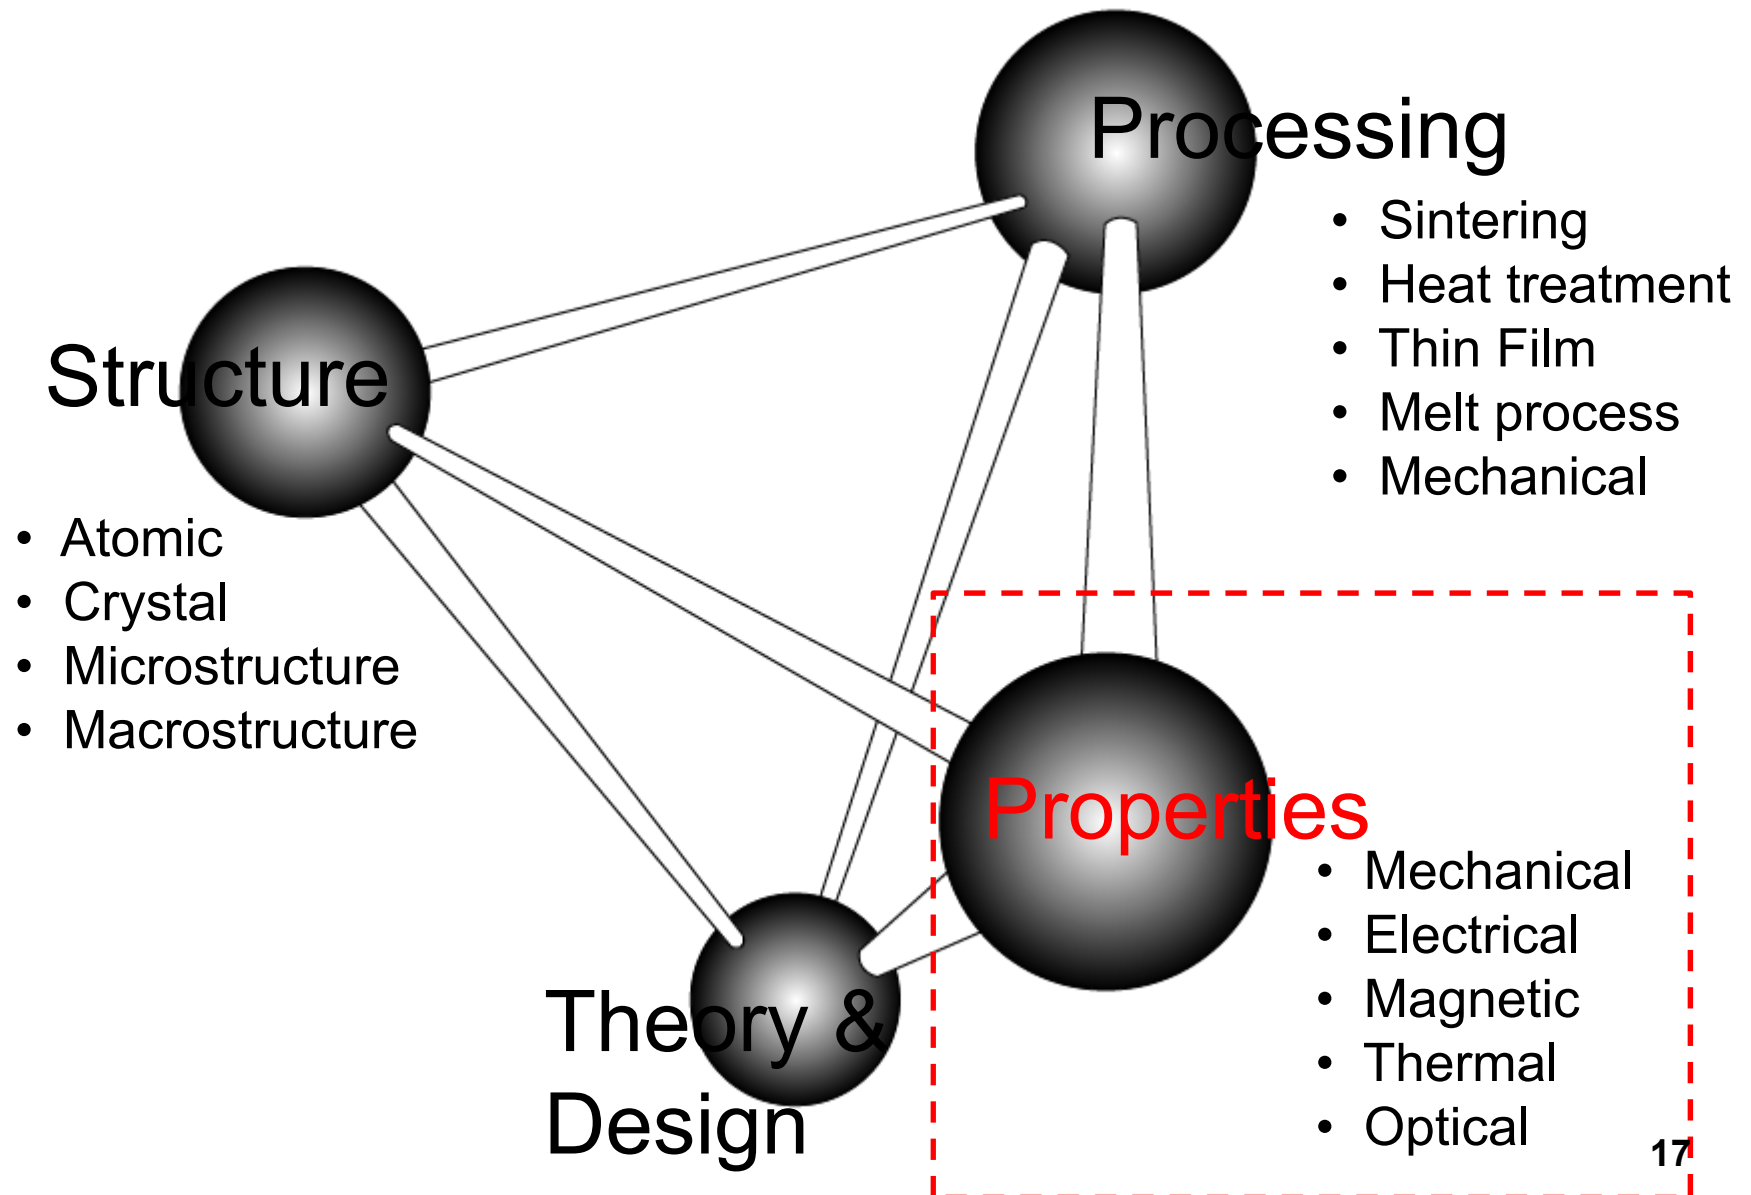 Processing
• Sintering
• Heat treatment
• Thin Film
• Melt process
• Mechanical
Structure
• Atomic
• Crystal
• Microstructure
• Macrostructure
Properties
• Mechanical
• Electrical
• Magnetic
• Thermal
• Optical
Theory &
Design
17